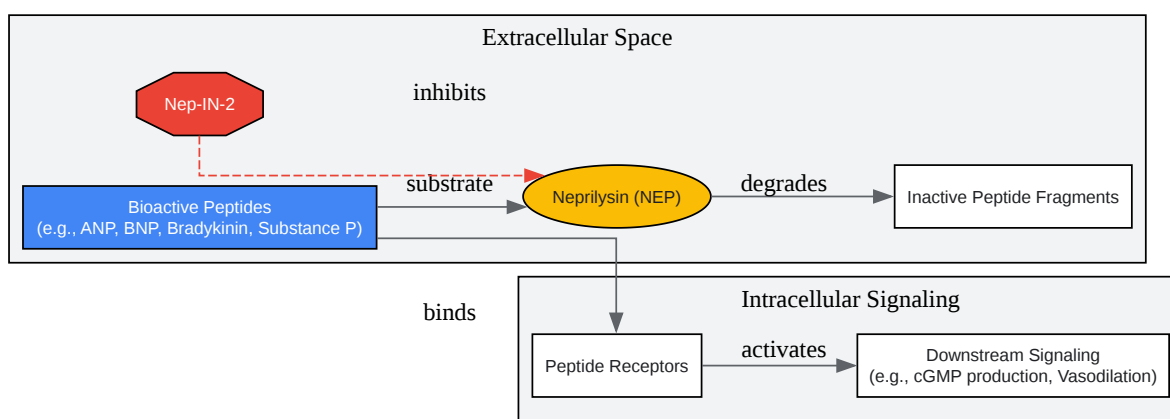 Extracellular Space
inhibits
Nep-IN-2
substrate
degrades
Neprilysin (NEP)
Inactive Peptide Fragments
Bioactive Peptides
(e.g., ANP, BNP, Bradykinin, Substance P)
Intracellular Signaling
binds
activates
Peptide Receptors
Downstream Signaling
(e.g., cGMP production, Vasodilation)